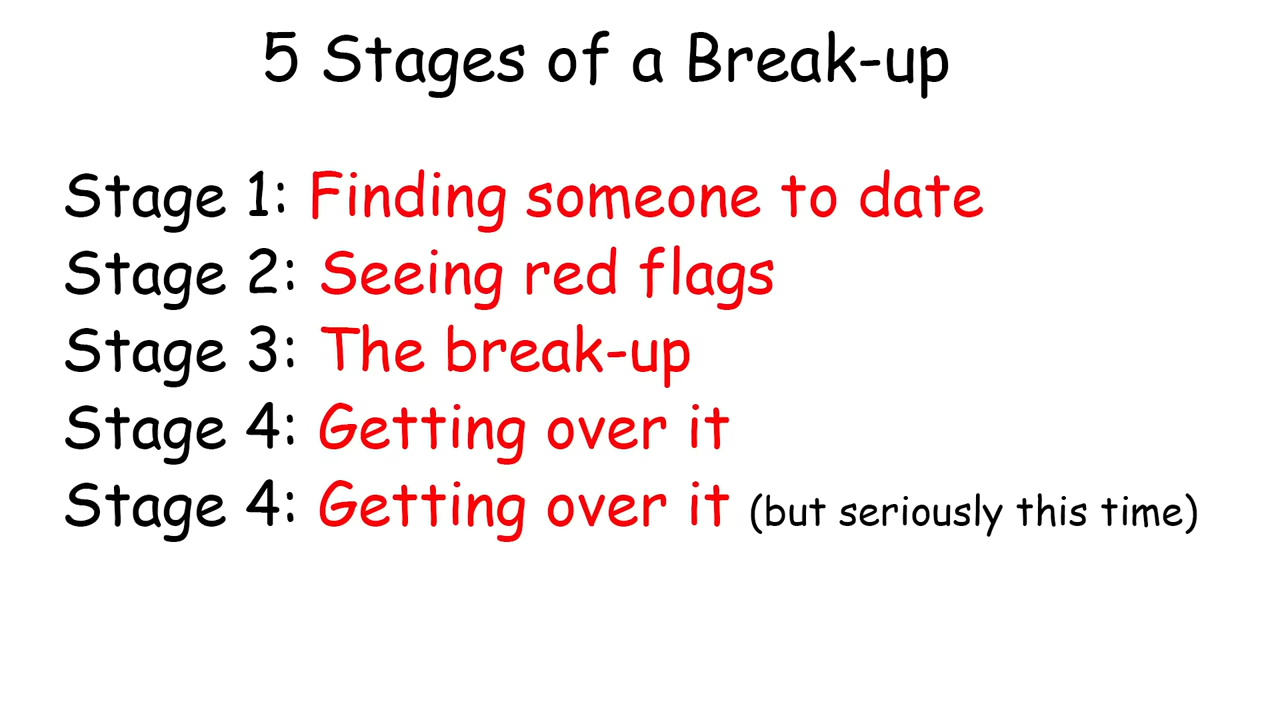 5 Stages of a Break-up
Stage 1: Finding someone to date
Stage 2: Seeing red flags
Stage 3: The break-up
Stage 4: Getting over it
Stage 4: Getting over it (but seriously this time)